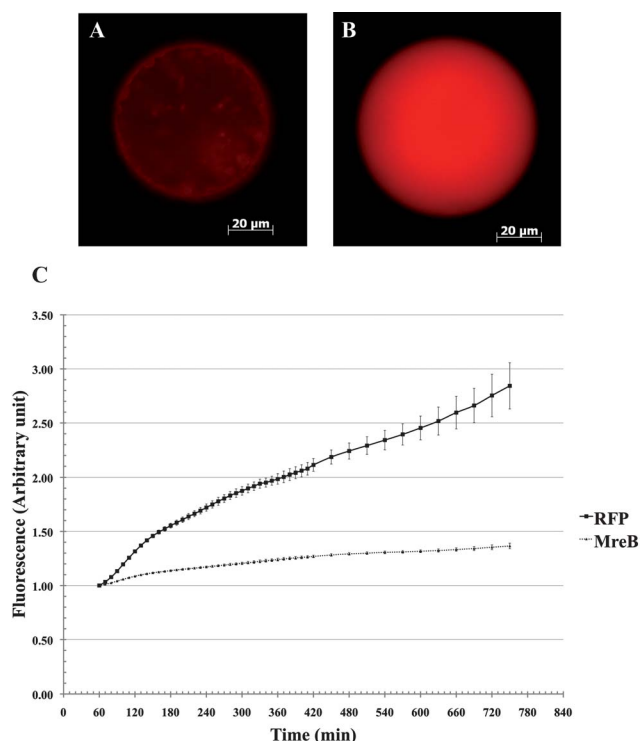 A
B
20 µm
20 µm
C
Fluorescence (Arbitrary unit)
3.50
3.00
2.50
2.00
1.50
1.00
0.50
0.00
0 60 120 180 240 300 360 420 480 540 600 660 720 780 840
Time (min)
RFP
MreB